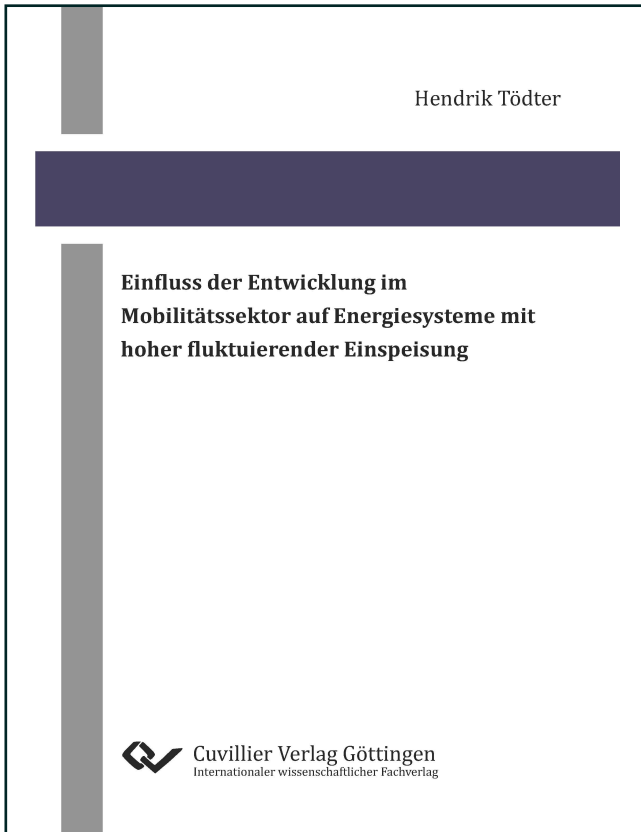 Hendrik Tödter
Einfluss der Entwicklung im
Mobilitätssektor auf Energiesysteme mit
hoher fluktuierender Einspeisung
Cuvillier Verlag Göttingen
Internationaler wissenschaftlicher Fachverlag